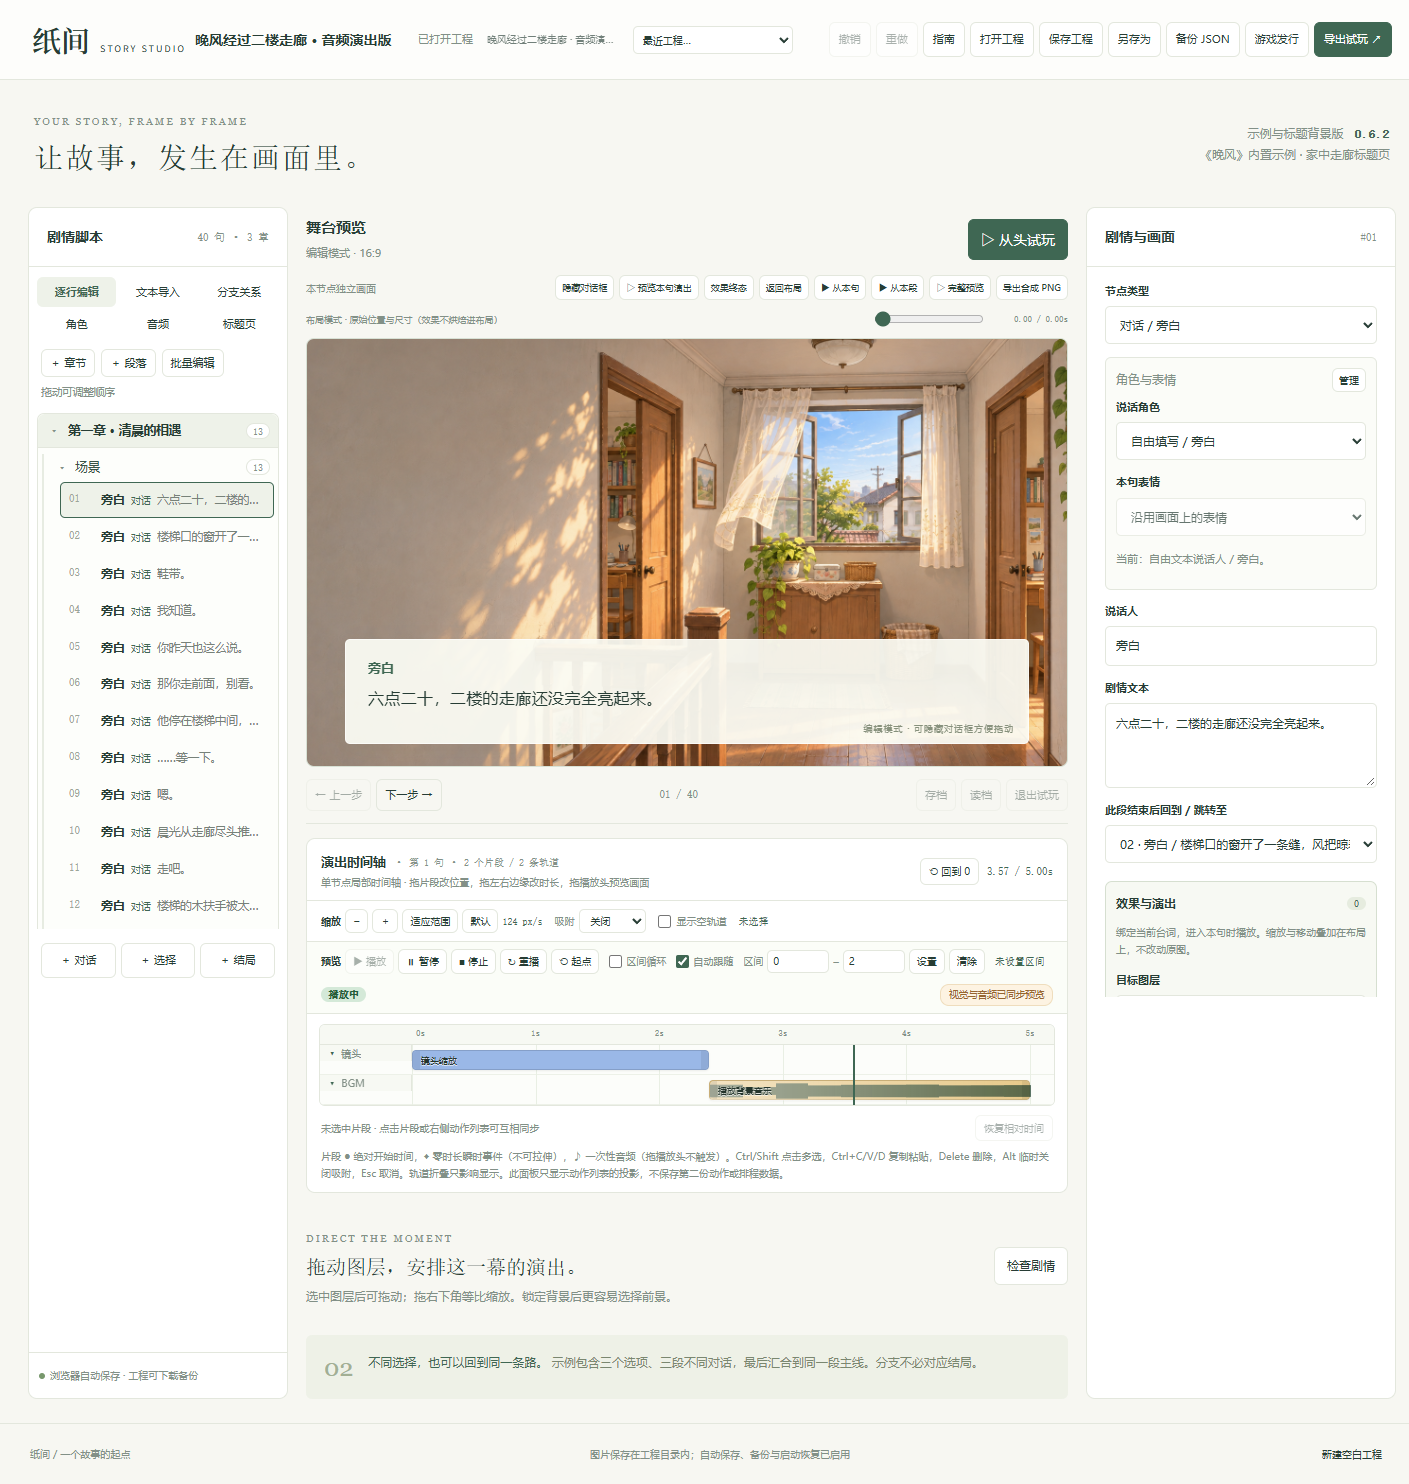 纸间 STORY STUDIO 晚风经过二楼走廊 • 音频演出版 已打开工程 晚风经过二楼走廊 · 音频演... 最近工程... 撤销 重做 指南 打开工程 保存工程 另存为 备份 JSON 游戏发行 导出试玩 ↗
YOUR STORY, FRAME BY FRAME
让故事，发生在画面里。
示例与标题背景版 0.6.2
《晚风》内置示例 · 家中走廊标题页
剧情脚本 40 句 · 3 章
逐行编辑 文本导入 分支关系
角色 音频 标题页
+ 章节 + 段落 批量编辑
拖动可调整顺序
第一章 • 清晨的相遇 13
场景 13
01 旁白 对话 六点二十，二楼的...
02 旁白 对话 楼梯口的窗开了一...
03 旁白 对话 鞋带。
04 旁白 对话 我知道。
05 旁白 对话 你昨天也这么说。
06 旁白 对话 那你走前面，别看。
07 旁白 对话 他停在楼梯中间，...
08 旁白 对话 ……等一下。
09 旁白 对话 嗯。
10 旁白 对话 晨光从走廊尽头推...
11 旁白 对话 走吧。
12 旁白 对话 楼梯的木扶手被太...
+ 对话 + 选择 + 结局
浏览器自动保存 · 工程可下载备份
舞台预览
编辑模式 · 16:9
▷ 从头试玩
本节点独立画面 隐藏对话框 ▷ 预览本句演出 效果终态 返回布局 ▶ 从本句 ▶ 从本段 ▷ 完整预览 导出合成 PNG
布局模式 · 原始位置与尺寸（效果不烘焙进布局） 0.00 / 0.00s
旁白
六点二十，二楼的走廊还没完全亮起来。
编辑模式 · 可隐藏对话框方便拖动
← 上一步 下一步 → 01 / 40 存档 读档 退出试玩
演出时间轴 · 第 1 句 · 2 个片段 / 2 条轨道
单节点局部时间轴 · 拖片段改位置，拖左右边缘改时长，拖播放头预览画面
⟲ 回到 0 3.57 / 5.00s
缩放 − + 适应范围 默认 124 px/s 吸附 关闭 显示空轨道 未选择
预览 ▶ 播放 ⏸ 暂停 ■ 停止 ↻ 重播 ⟲ 起点 区间循环 自动跟随 区间 0 – 2 设置 清除 未设置区间
播放中 视觉与音频已同步预览
0s 1s 2s 3s 4s 5s
▾ 镜头 镜头缩放
▾ BGM 播放背景音乐
未选中片段 · 点击片段或右侧动作列表可互相同步 恢复相对时间
片段 ● 绝对开始时间，✦ 零时长瞬时事件（不可拉伸），♪ 一次性音频（拖播放头不触发）。Ctrl/Shift 点击多选，Ctrl+C/V/D 复制粘贴，Delete 删除，Alt 临时关
闭吸附，Esc 取消。轨道折叠只影响显示。此面板只显示动作列表的投影，不保存第二份动作或排程数据。
DIRECT THE MOMENT
拖动图层，安排这一幕的演出。
选中图层后可拖动；拖右下角等比缩放。锁定背景后更容易选择前景。
检查剧情
02 不同选择，也可以回到同一条路。 示例包含三个选项、三段不同对话，最后汇合到同一段主线。分支不必对应结局。
剧情与画面 #01
节点类型
对话 / 旁白
角色与表情 管理
说话角色
自由填写 / 旁白
本句表情
沿用画面上的表情
当前：自由文本说话人 / 旁白。
说话人
旁白
剧情文本
六点二十，二楼的走廊还没完全亮起来。
此段结束后回到 / 跳转至
02 · 旁白 / 楼梯口的窗开了一条缝，风把晾
效果与演出 0
绑定当前台词，进入本句时播放。缩放与移动叠加在布局
上，不改动原图。
目标图层
纸间 / 一个故事的起点 图片保存在工程目录内；自动保存、备份与启动恢复已启用 新建空白工程